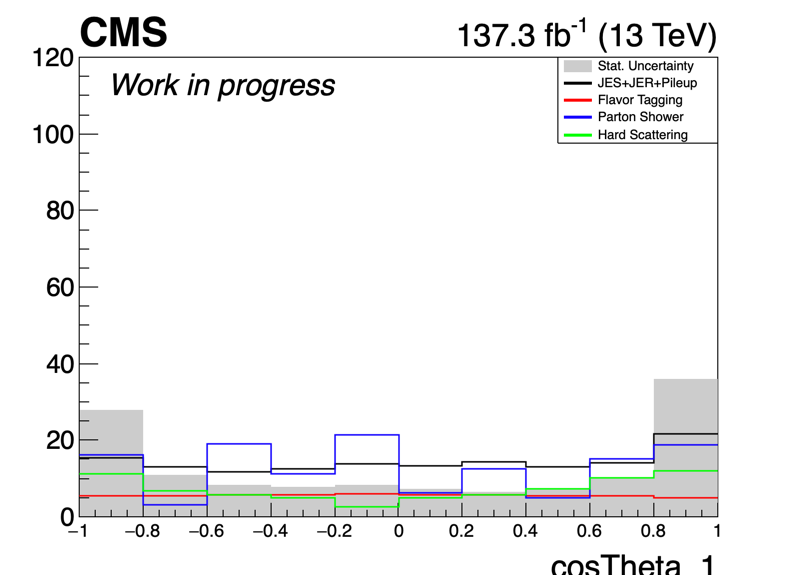 CMS 137.3 fb-1 (13 TeV)
Work in progress
Stat. Uncertainty
JES+JER+Pileup
Flavor Tagging
Parton Shower
Hard Scattering
120
100
80
60
40
20
0
−1 −0.8 −0.6 −0.4 −0.2 0 0.2 0.4 0.6 0.8 1
cosTheta_1